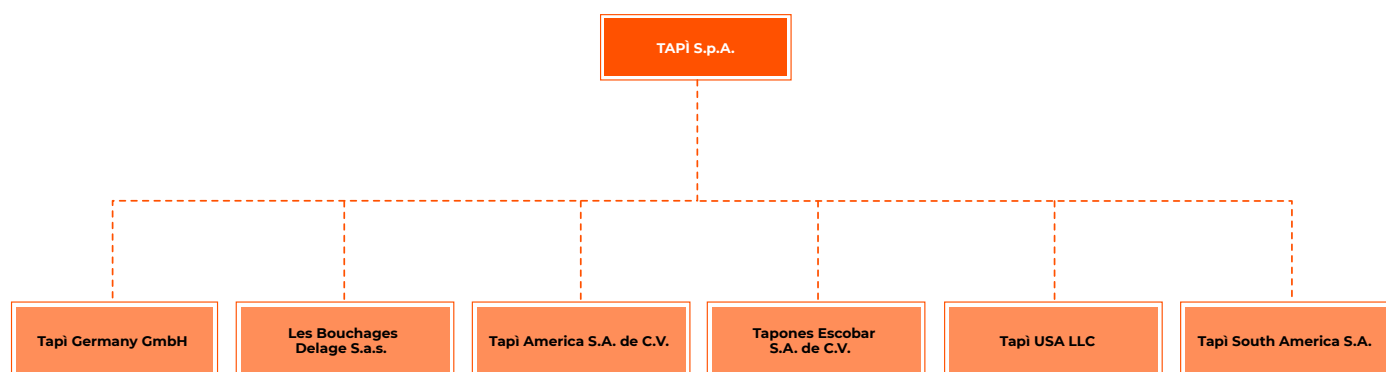 TAPÌ S.p.A.
Tapì Germany GmbH
Les Bouchages
Delage S.a.s.
Tapì America S.A. de C.V.
Tapones Escobar
S.A. de C.V.
Tapì USA LLC
Tapì South America S.A.